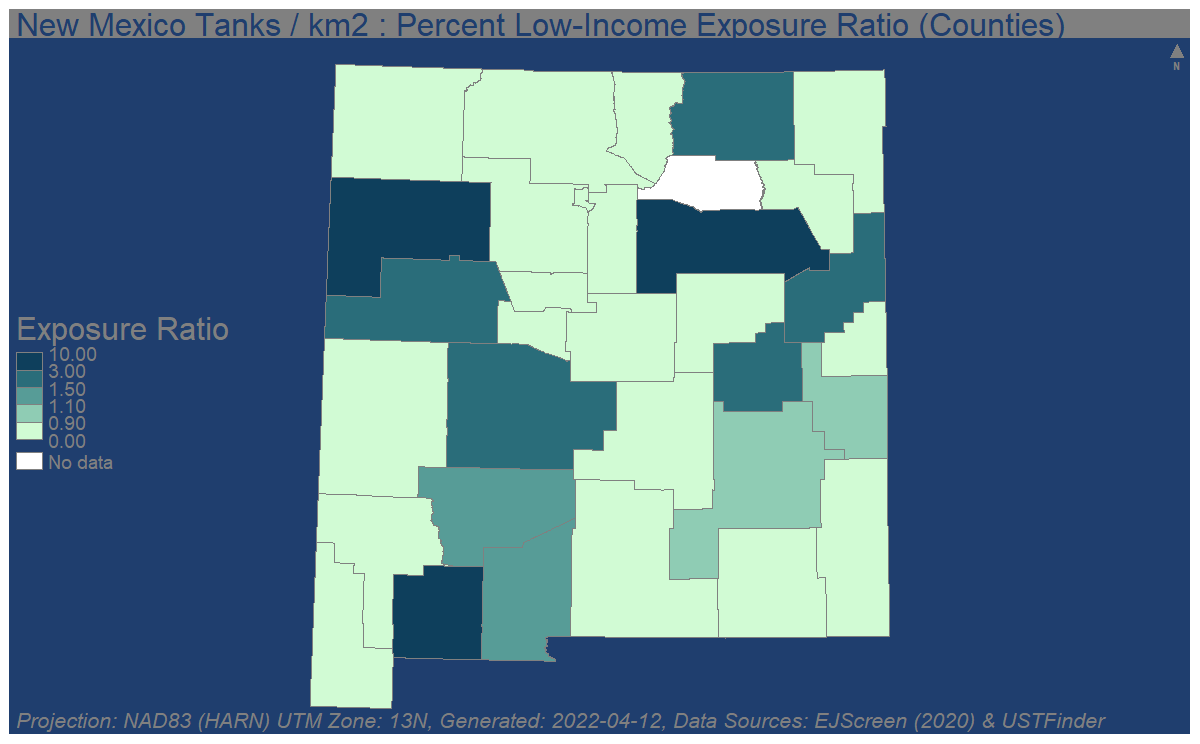 New Mexico Tanks / km2 : Percent Low-Income Exposure Ratio (Counties)
N
Exposure Ratio
10.00
3.00
1.50
1.10
0.90
0.00
No data
Projection: NAD83 (HARN) UTM Zone: 13N, Generated: 2022-04-12, Data Sources: EJScreen (2020) & USTFinder